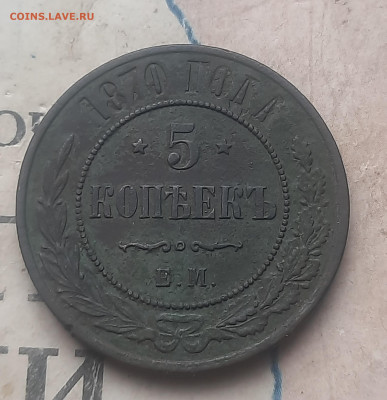 COINS.LAVE.RU
1870 ГОДА
5
КОПѢЕКЪ
Е.М.